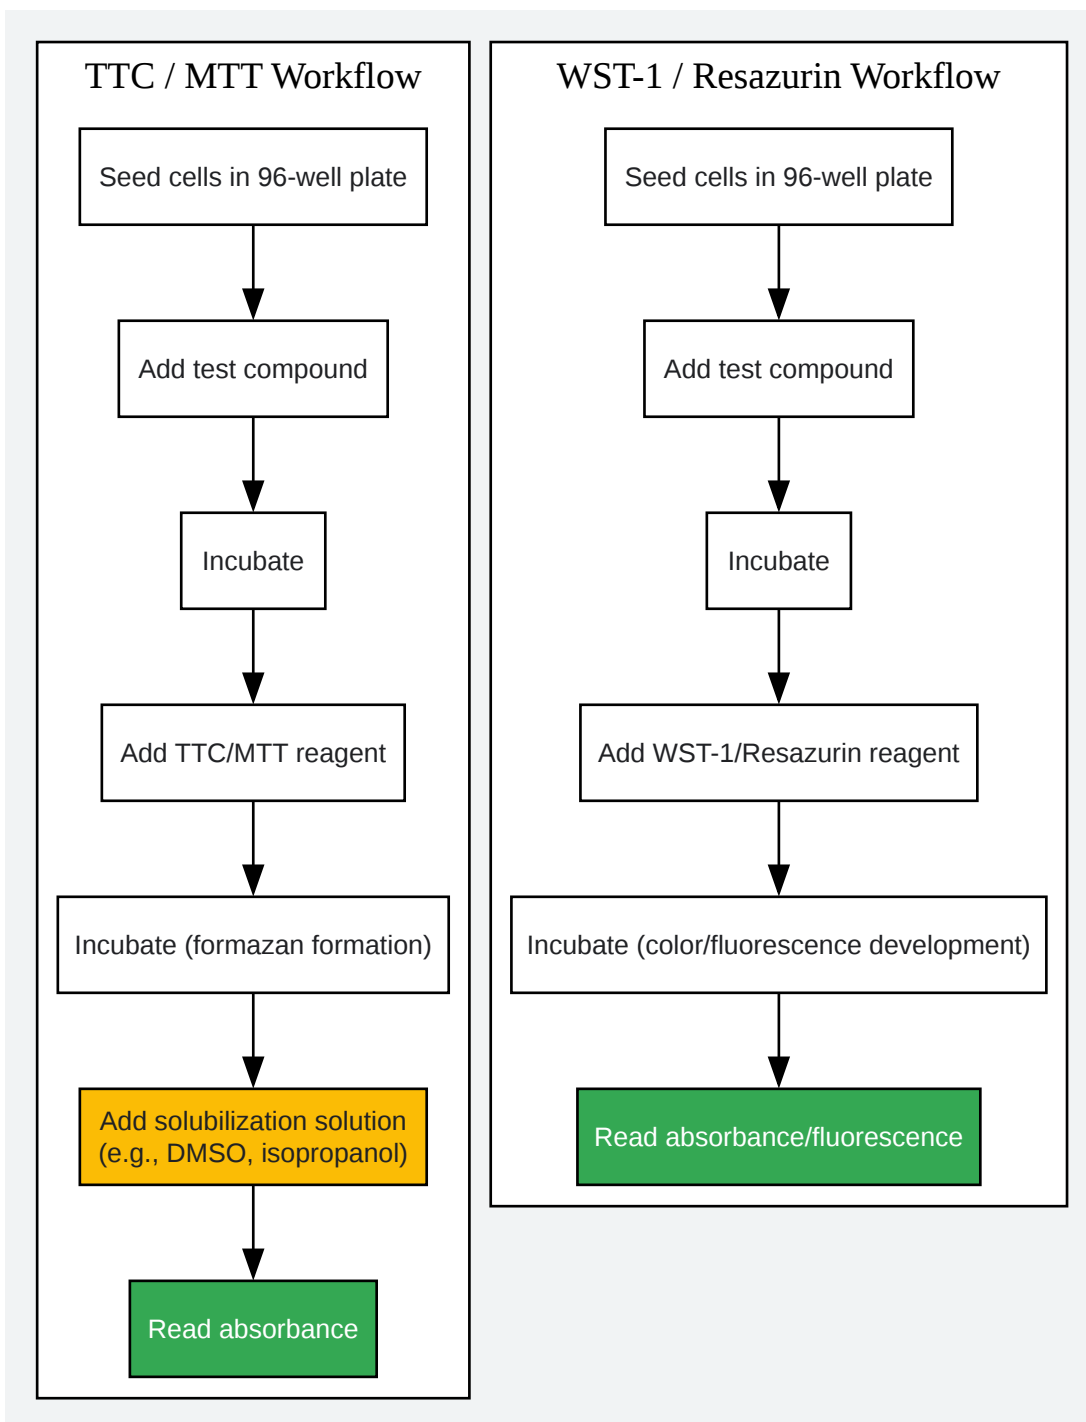 TTC / MTT Workflow
Seed cells in 96-well plate
Add test compound
Incubate
Add TTC/MTT reagent
Incubate (formazan formation)
Add solubilization solution
(e.g., DMSO, isopropanol)
Read absorbance
WST-1 / Resazurin Workflow
Seed cells in 96-well plate
Add test compound
Incubate
Add WST-1/Resazurin reagent
Incubate (color/fluorescence development)
Read absorbance/fluorescence